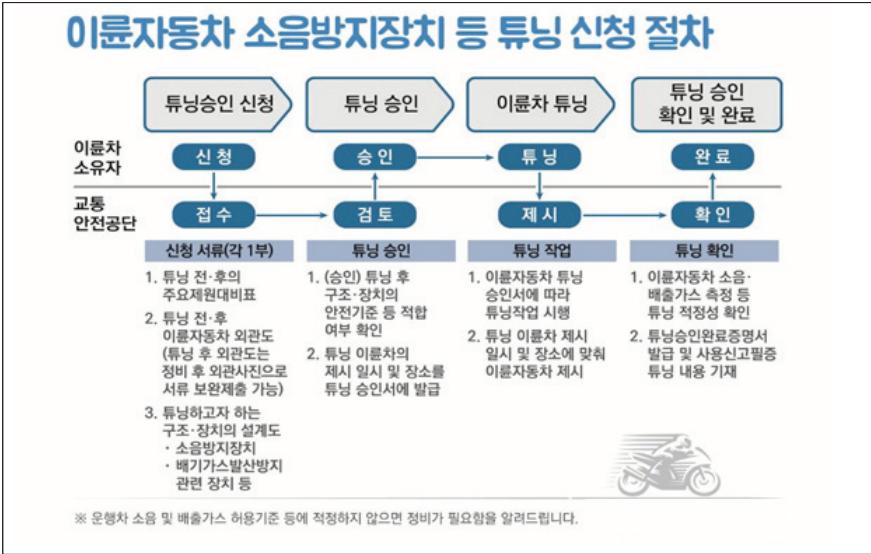 이륜자동차 소음방지장치 등 튜닝 신청 절차
튜닝승인 신청
튜닝 승인
이륜차 튜닝
튜닝 승인
확인 및 완료
이륜차
소유자
신청
승인
튜닝
완료
교통
안전공단
접수
검토
제시
확인
신청 서류(각 1부)
1. 튜닝 전·후의
주요제원대비표
2. 튜닝 전·후
이륜자동차 외관도
(튜닝 후 외관도는
정비 후 외관사진으로
서류 보완제출 가능)
3. 튜닝하고자 하는
구조·장치의 설계도
· 소음방지장치
· 배기가스발산방지
관련 장치 등
튜닝 승인
1. (승인) 튜닝 후
구조·장치의
안전기준 등 적합
여부 확인
2. 튜닝 이륜차의
제시 일시 및 장소를
튜닝 승인서에 발급
튜닝 작업
1. 이륜자동차 튜닝
승인서에 따라
튜닝작업 시행
2. 튜닝 이륜차 제시
일시 및 장소에 맞춰
이륜자동차 제시
튜닝 확인
1. 이륜자동차 소음·
배출가스 측정 등
튜닝 적정성 확인
2. 튜닝승인완료증명서
발급 및 사용신고필증
튜닝 내용 기재
※ 운행차 소음 및 배출가스 허용기준 등에 적정하지 않으면 정비가 필요함을 알려드립니다.